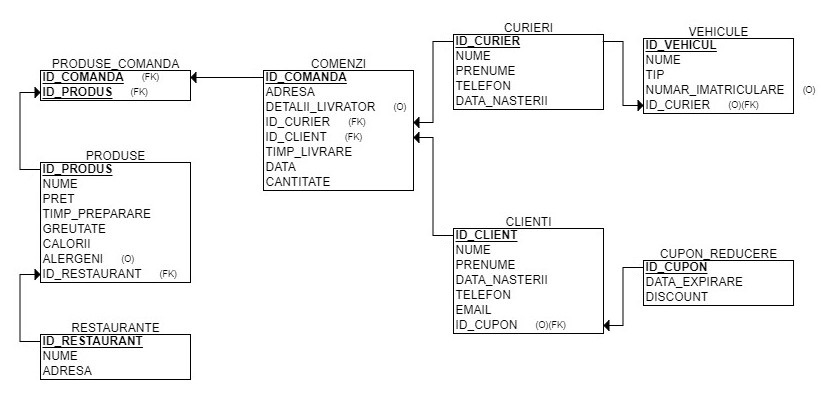 PRODUSE_COMANDA
ID_COMANDA (FK)
ID_PRODUS (FK)
PRODUSE
ID_PRODUS
NUME
PRET
TIMP_PREPARARE
GREUTATE
CALORII
ALERGENI (O)
ID_RESTAURANT (FK)
RESTAURANTE
ID_RESTAURANT
NUME
ADRESA
COMENZI
ID_COMANDA
ADRESA
DETALII_LIVRATOR (O)
ID_CURIER (FK)
ID_CLIENT (FK)
TIMP_LIVRARE
DATA
CANTITATE
CURIERI
ID_CURIER
NUME
PRENUME
TELEFON
DATA_NASTERII
CLIENTI
ID_CLIENT
NUME
PRENUME
DATA_NASTERII
TELEFON
EMAIL
ID_CUPON (O)(FK)
VEHICULE
ID_VEHICUL
NUME
TIP
NUMAR_IMATRICULARE (O)
ID_CURIER (O)(FK)
CUPON_REDUCERE
ID_CUPON
DATA_EXPIRARE
DISCOUNT